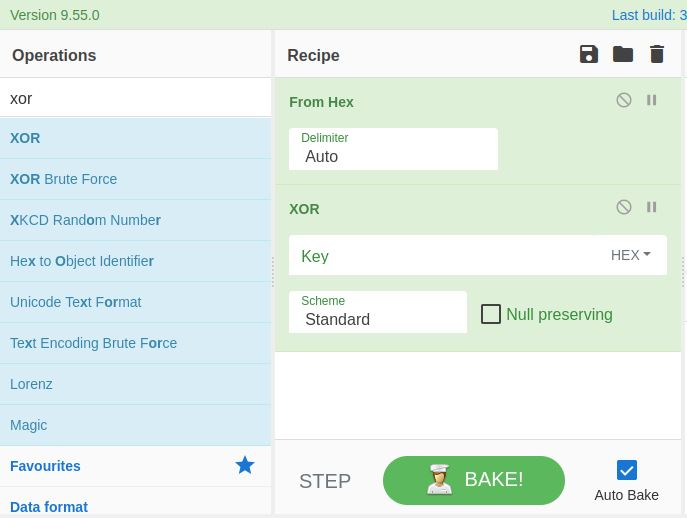 Version 9.55.0
Last build: 3
Operations
xor
XOR
XOR Brute Force
XKCD Random Number
Hex to Object Identifier
Unicode Text Format
Text Encoding Brute Force
Lorenz
Magic
Favourites
Data format
Recipe
From Hex
Delimiter
Auto
XOR
Key
HEX
Scheme
Standard
Null preserving
STEP
BAKE!
Auto Bake